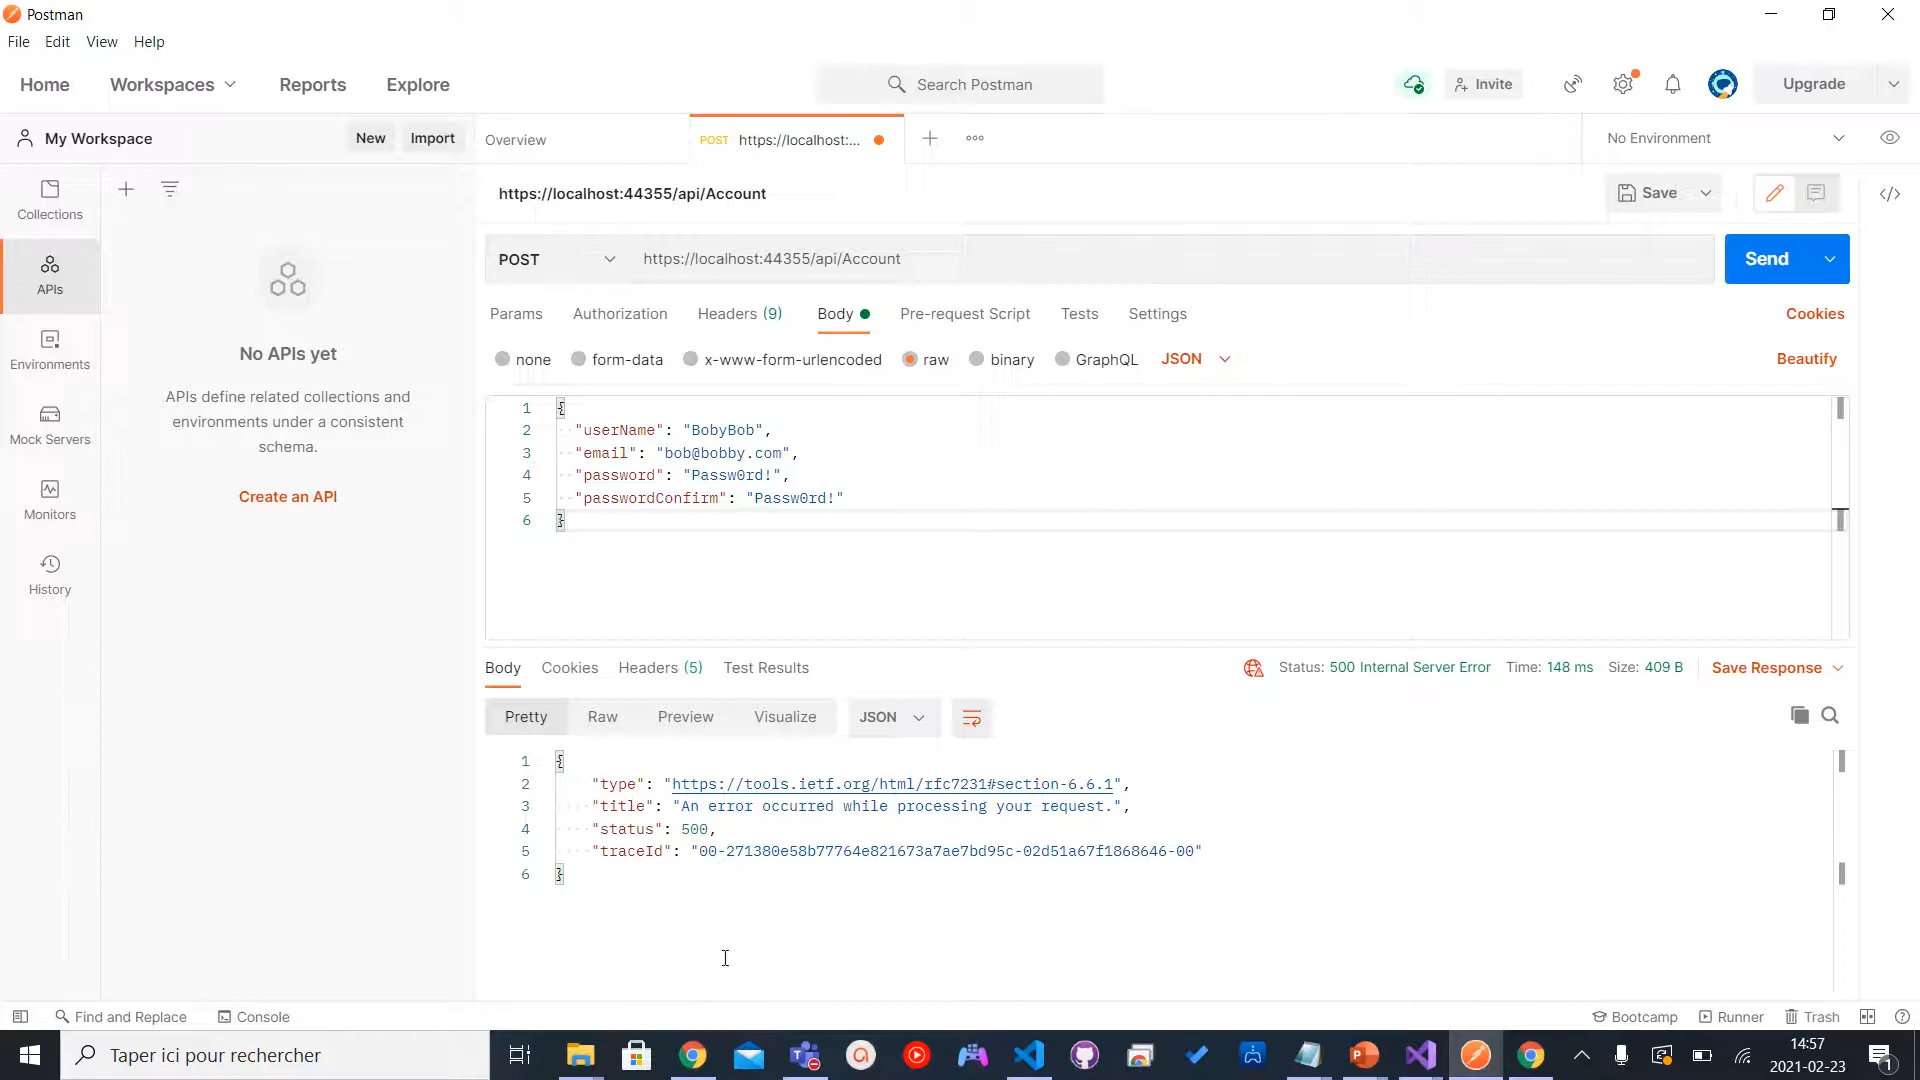 Postman
File Edit View Help
Home Workspaces Reports Explore Search Postman Invite Upgrade
My Workspace New Import Overview POST https://localhost:... ooo No Environment
https://localhost:44355/api/Account Save </>
Collections
APIs
Environments
Mock Servers
Monitors
History
No APIs yet
APIs define related collections and
environments under a consistent
schema.
Create an API
POST https://localhost:44355/api/Account Send
Params Authorization Headers (9) Body Pre-request Script Tests Settings Cookies
none form-data x-www-form-urlencoded raw binary GraphQL JSON Beautify
1 {
2 "userName": "BobyBob",
3 "email": "bob@bobby.com",
4 "password": "Passw0rd!",
5 "passwordConfirm": "Passw0rd!"
6 }
Body Cookies Headers (5) Test Results Status: 500 Internal Server Error Time: 148 ms Size: 409 B Save Response
Pretty Raw Preview Visualize JSON
1 {
2 "type": "https://tools.ietf.org/html/rfc7231#section-6.6.1",
3 "title": "An error occurred while processing your request.",
4 "status": 500,
5 "traceId": "00-271380e58b77764e821673a7ae7bd95c-02d51a67f1868646-00"
6 }
Find and Replace Console Bootcamp Runner Trash
Taper ici pour rechercher
14:57
2021-02-23
1